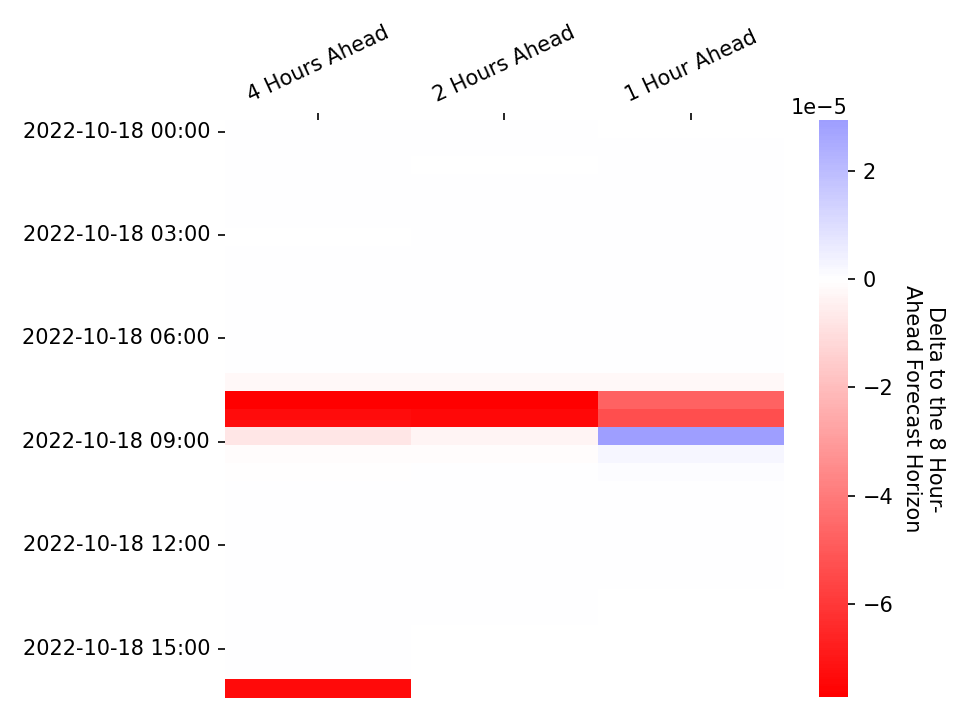 4 Hours Ahead
2 Hours Ahead
1 Hour Ahead
1e−5
2022-10-18 00:00
2022-10-18 03:00
2022-10-18 06:00
2022-10-18 09:00
2022-10-18 12:00
2022-10-18 15:00
2
0
−2
−4
−6
Delta to the 8 Hour-
Ahead Forecast Horizon